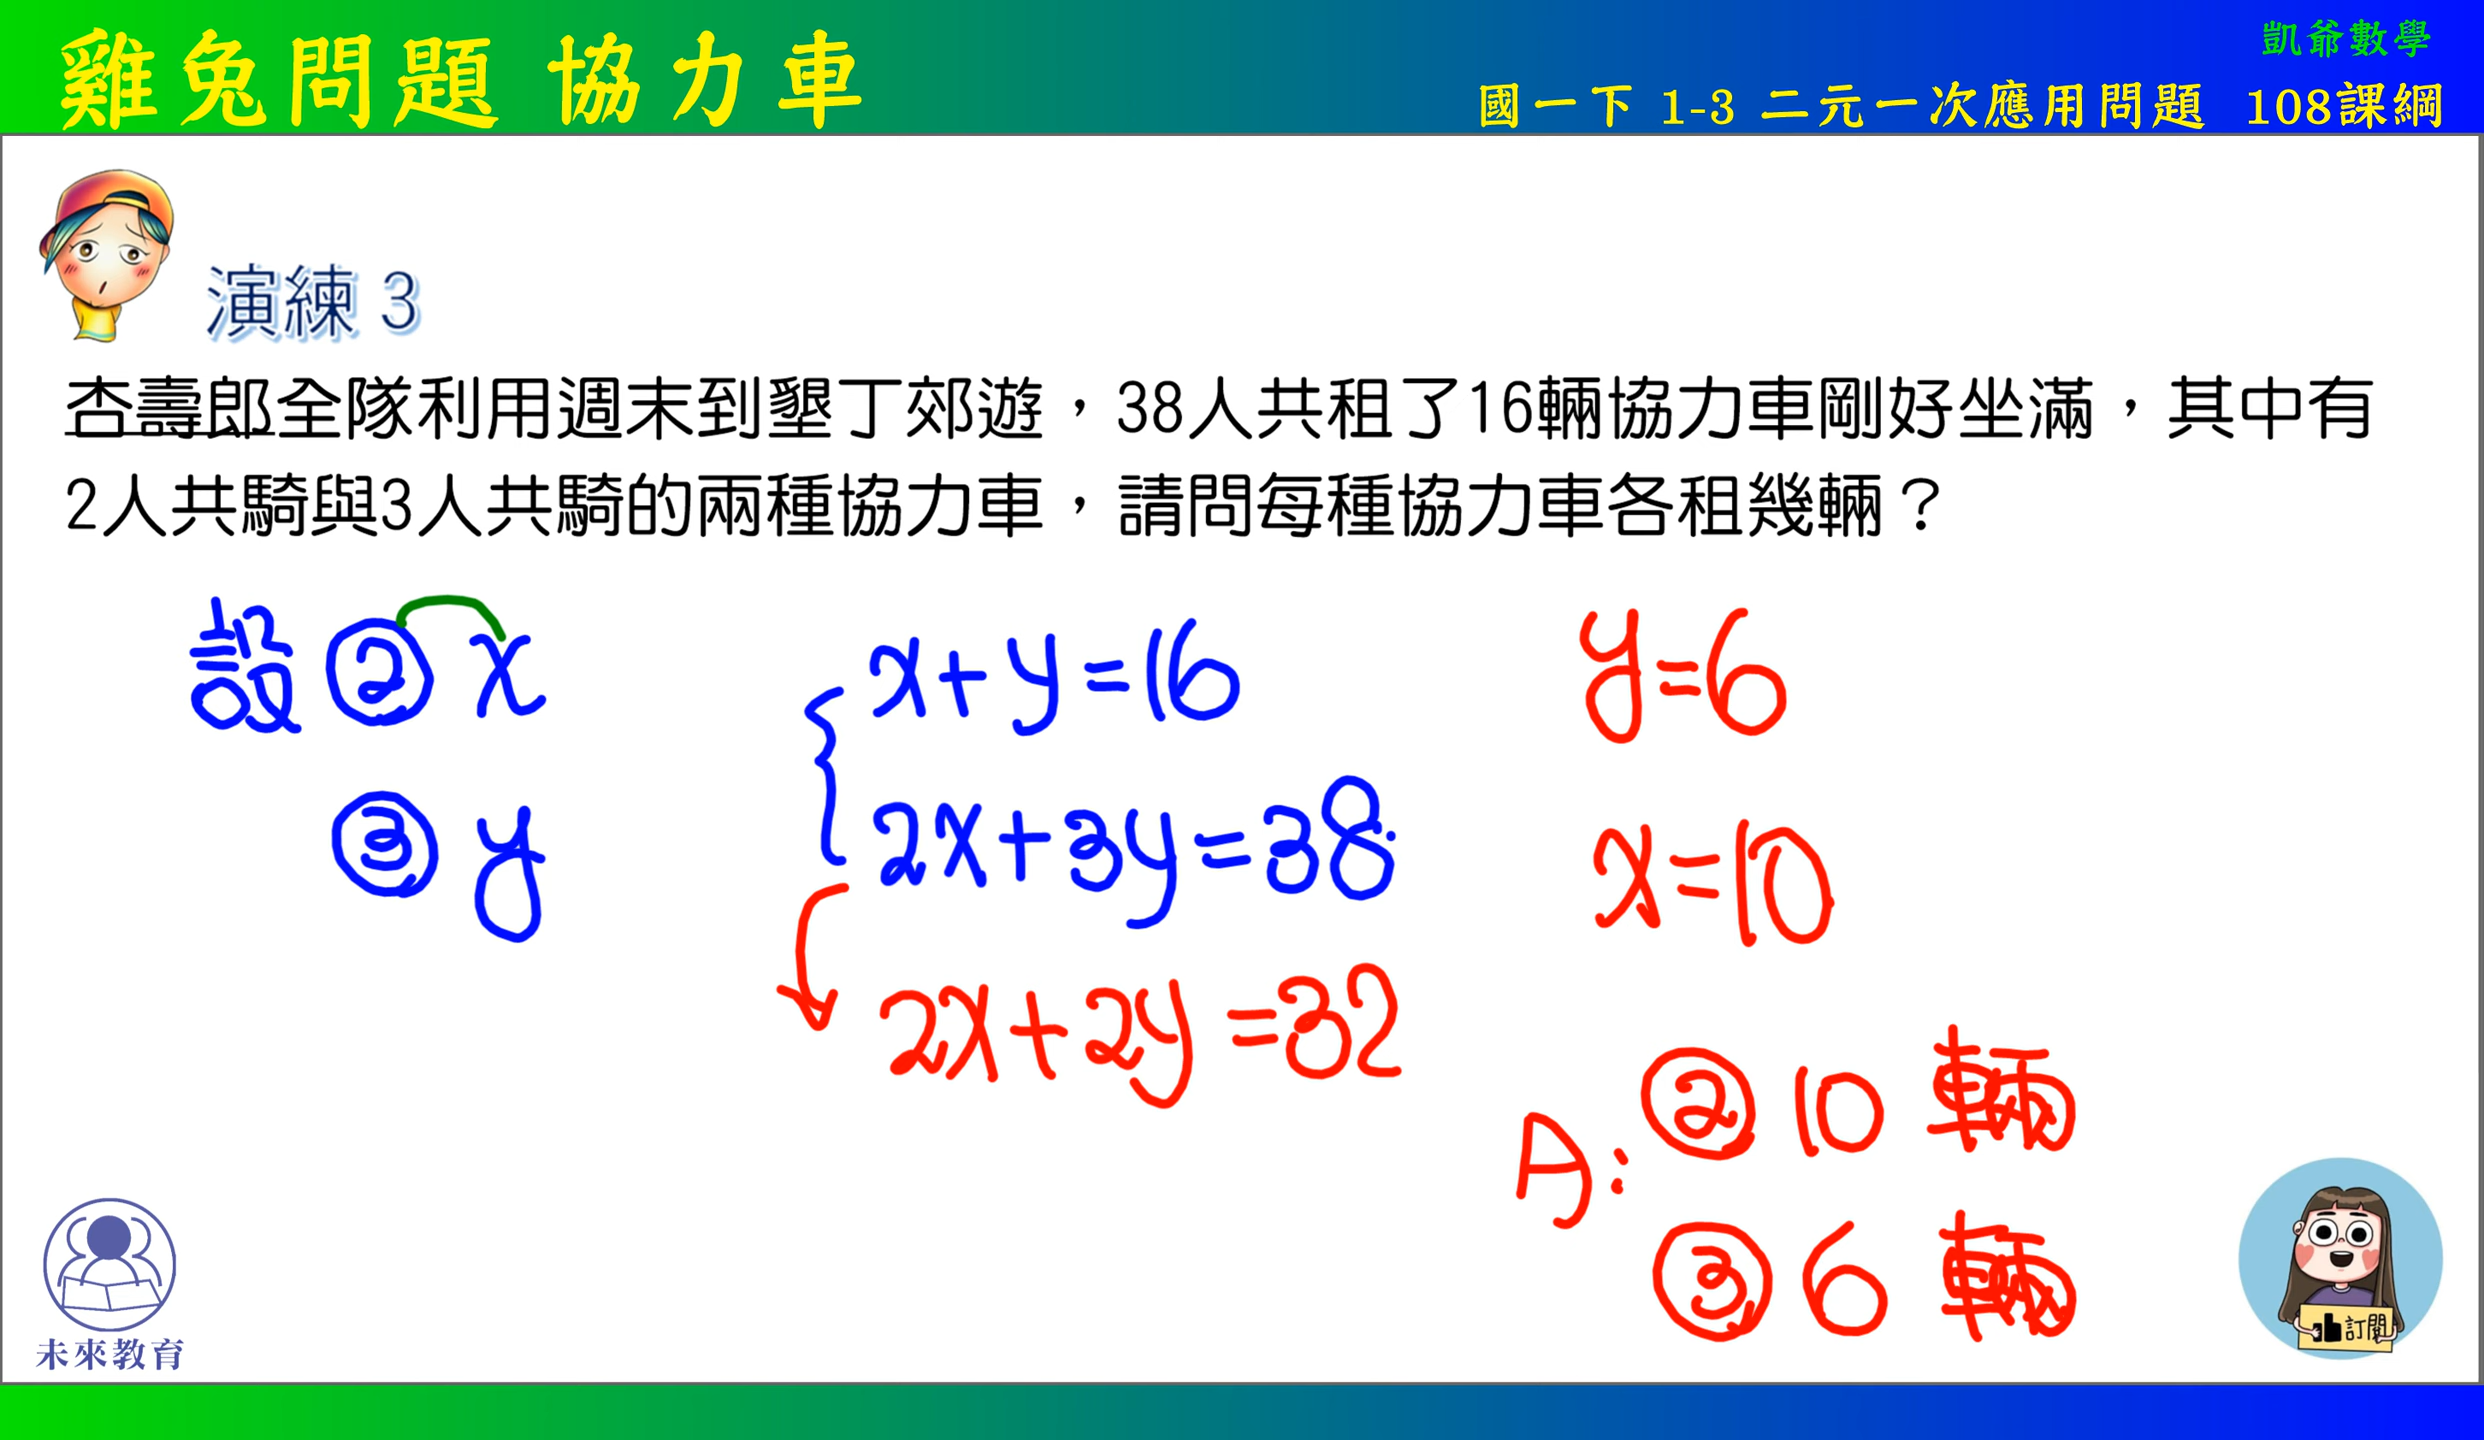 雞兔問題 協力車
凱爺數學
國一下 1-3 二元一次應用問題 108課綱
演練 3
杏壽郎全隊利用週末到墾丁郊遊，38人共租了16輛協力車剛好坐滿，其中有
2人共騎與3人共騎的兩種協力車，請問每種協力車各租幾輛？
設 ② x
③ y
x+y=16
2x+3y=38
2x+2y=32
y=6
x=10
A: ② 10 輛
③ 6 輛
未來教育
訂閱